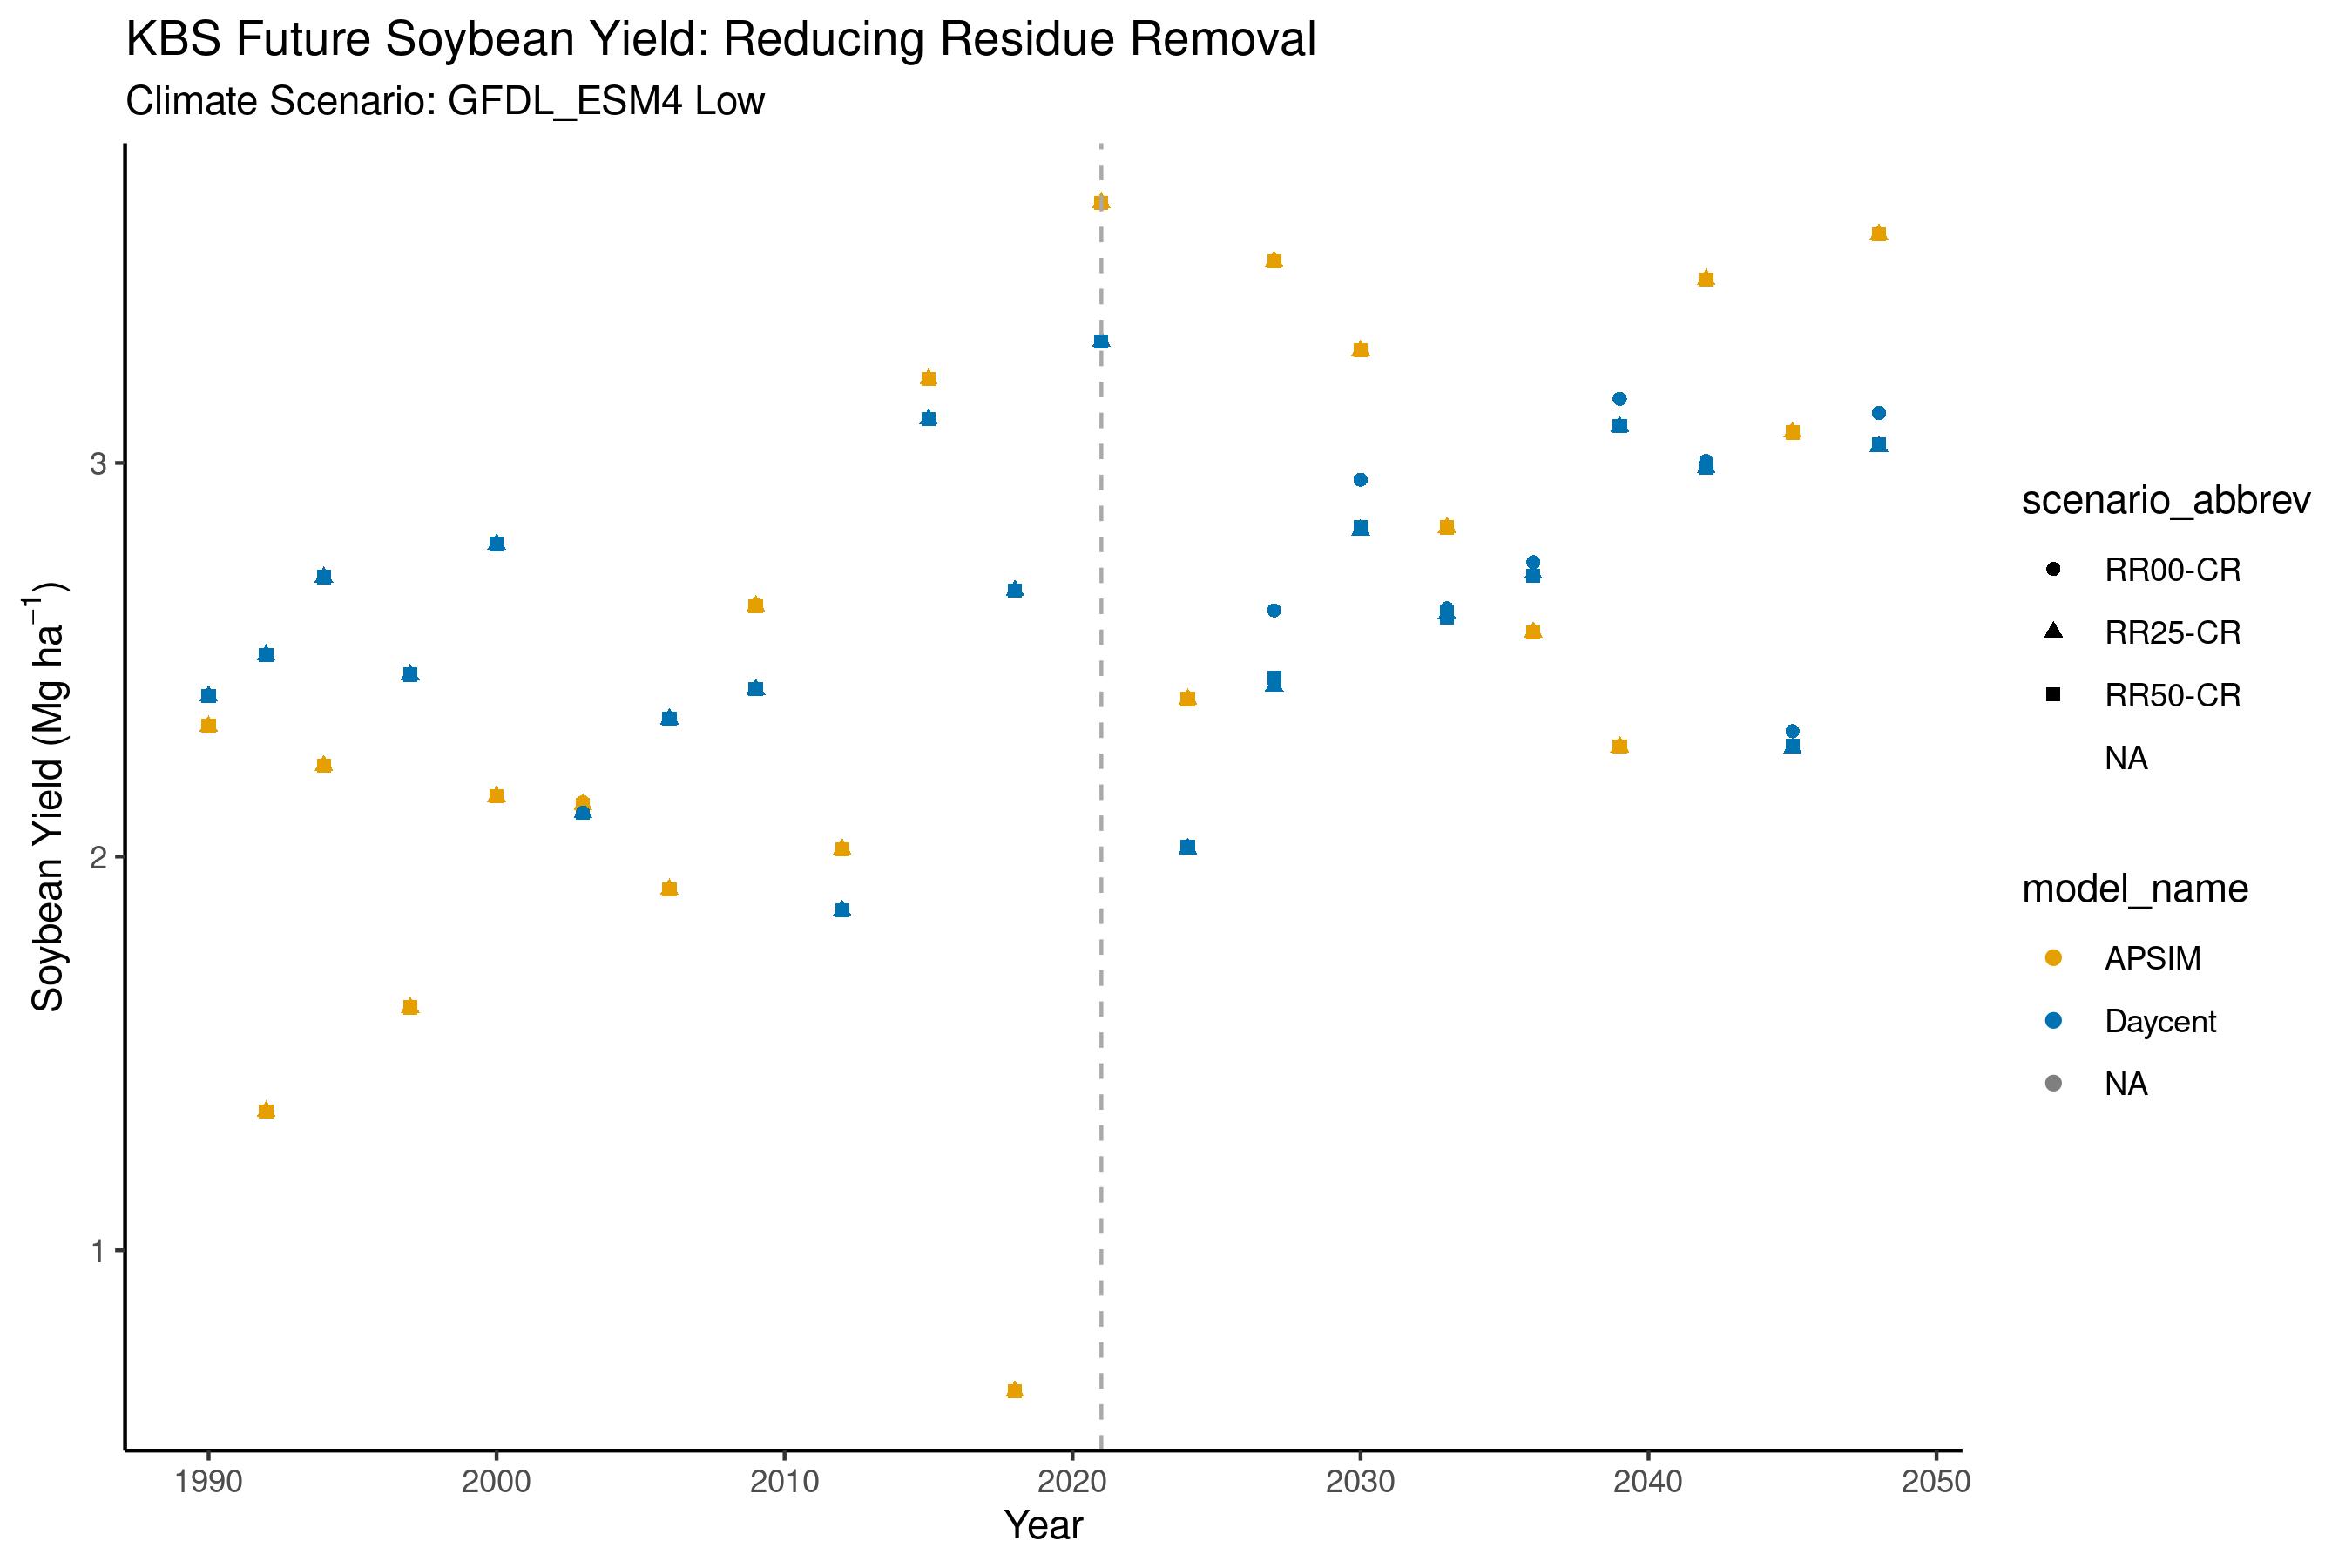 KBS Future Soybean Yield: Reducing Residue Removal
Climate Scenario: GFDL_ESM4 Low
Soybean Yield (Mg ha⁻¹)
3
2
1
1990 2000 2010 2020 2030 2040 2050
Year
scenario_abbrev
RR00-CR
RR25-CR
RR50-CR
NA
model_name
APSIM
Daycent
NA